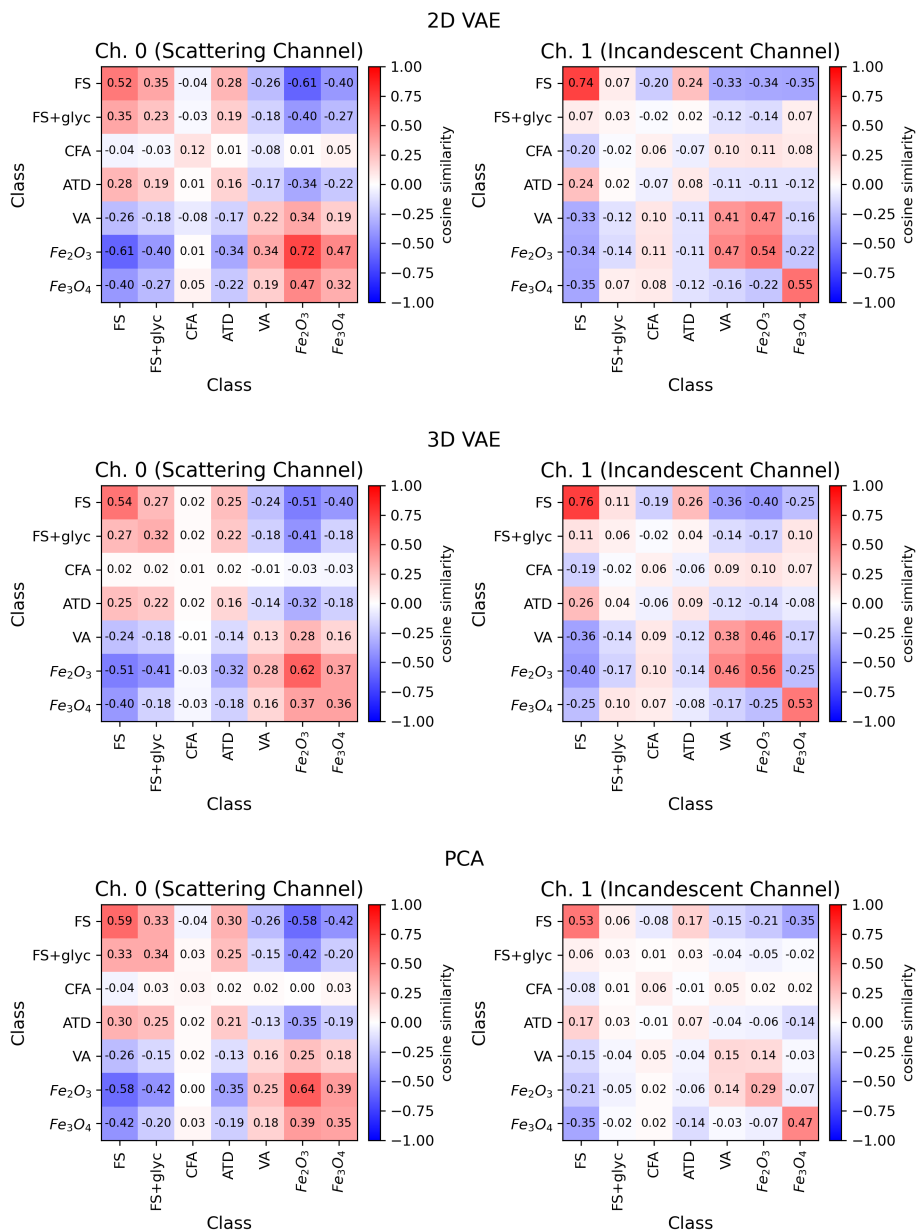 2D VAE
Ch. 0 (Scattering Channel)
FS 0.52 0.35 -0.04 0.28 -0.26 -0.61 -0.40
FS+glyc 0.35 0.23 -0.03 0.19 -0.18 -0.40 -0.27
CFA -0.04 -0.03 0.12 0.01 -0.08 0.01 0.05
ATD 0.28 0.19 0.01 0.16 -0.17 -0.34 -0.22
VA -0.26 -0.18 -0.08 -0.17 0.22 0.34 0.19
Fe₂O₃ -0.61 -0.40 0.01 -0.34 0.34 0.72 0.47
Fe₃O₄ -0.40 -0.27 0.05 -0.22 0.19 0.47 0.32
FS FS+glyc CFA ATD VA Fe₂O₃ Fe₃O₄
Class
Class
1.00
0.75
0.50
0.25
0.00
−0.25
−0.50
−0.75
−1.00
cosine similarity
Ch. 1 (Incandescent Channel)
FS 0.74 0.07 -0.20 0.24 -0.33 -0.34 -0.35
FS+glyc 0.07 0.03 -0.02 0.02 -0.12 -0.14 0.07
CFA -0.20 -0.02 0.06 -0.07 0.10 0.11 0.08
ATD 0.24 0.02 -0.07 0.08 -0.11 -0.11 -0.12
VA -0.33 -0.12 0.10 -0.11 0.41 0.47 -0.16
Fe₂O₃ -0.34 -0.14 0.11 -0.11 0.47 0.54 -0.22
Fe₃O₄ -0.35 0.07 0.08 -0.12 -0.16 -0.22 0.55
FS FS+glyc CFA ATD VA Fe₂O₃ Fe₃O₄
Class
Class
1.00
0.75
0.50
0.25
0.00
−0.25
−0.50
−0.75
−1.00
cosine similarity
3D VAE
Ch. 0 (Scattering Channel)
FS 0.54 0.27 0.02 0.25 -0.24 -0.51 -0.40
FS+glyc 0.27 0.32 0.02 0.22 -0.18 -0.41 -0.18
CFA 0.02 0.02 0.01 0.02 -0.01 -0.03 -0.03
ATD 0.25 0.22 0.02 0.16 -0.14 -0.32 -0.18
VA -0.24 -0.18 -0.01 -0.14 0.13 0.28 0.16
Fe₂O₃ -0.51 -0.41 -0.03 -0.32 0.28 0.62 0.37
Fe₃O₄ -0.40 -0.18 -0.03 -0.18 0.16 0.37 0.36
FS FS+glyc CFA ATD VA Fe₂O₃ Fe₃O₄
Class
Class
1.00
0.75
0.50
0.25
0.00
−0.25
−0.50
−0.75
−1.00
cosine similarity
Ch. 1 (Incandescent Channel)
FS 0.76 0.11 -0.19 0.26 -0.36 -0.40 -0.25
FS+glyc 0.11 0.06 -0.02 0.04 -0.14 -0.17 0.10
CFA -0.19 -0.02 0.06 -0.06 0.09 0.10 0.07
ATD 0.26 0.04 -0.06 0.09 -0.12 -0.14 -0.08
VA -0.36 -0.14 0.09 -0.12 0.38 0.46 -0.17
Fe₂O₃ -0.40 -0.17 0.10 -0.14 0.46 0.56 -0.25
Fe₃O₄ -0.25 0.10 0.07 -0.08 -0.17 -0.25 0.53
FS FS+glyc CFA ATD VA Fe₂O₃ Fe₃O₄
Class
Class
1.00
0.75
0.50
0.25
0.00
−0.25
−0.50
−0.75
−1.00
cosine similarity
PCA
Ch. 0 (Scattering Channel)
FS 0.59 0.33 -0.04 0.30 -0.26 -0.58 -0.42
FS+glyc 0.33 0.34 0.03 0.25 -0.15 -0.42 -0.20
CFA -0.04 0.03 0.03 0.02 0.02 0.00 0.03
ATD 0.30 0.25 0.02 0.21 -0.13 -0.35 -0.19
VA -0.26 -0.15 0.02 -0.13 0.16 0.25 0.18
Fe₂O₃ -0.58 -0.42 0.00 -0.35 0.25 0.64 0.39
Fe₃O₄ -0.42 -0.20 0.03 -0.19 0.18 0.39 0.35
FS FS+glyc CFA ATD VA Fe₂O₃ Fe₃O₄
Class
Class
1.00
0.75
0.50
0.25
0.00
−0.25
−0.50
−0.75
−1.00
cosine similarity
Ch. 1 (Incandescent Channel)
FS 0.53 0.06 -0.08 0.17 -0.15 -0.21 -0.35
FS+glyc 0.06 0.03 0.01 0.03 -0.04 -0.05 -0.02
CFA -0.08 0.01 0.06 -0.01 0.05 0.02 0.02
ATD 0.17 0.03 -0.01 0.07 -0.04 -0.06 -0.14
VA -0.15 -0.04 0.05 -0.04 0.15 0.14 -0.03
Fe₂O₃ -0.21 -0.05 0.02 -0.06 0.14 0.29 -0.07
Fe₃O₄ -0.35 -0.02 0.02 -0.14 -0.03 -0.07 0.47
FS FS+glyc CFA ATD VA Fe₂O₃ Fe₃O₄
Class
Class
1.00
0.75
0.50
0.25
0.00
−0.25
−0.50
−0.75
−1.00
cosine similarity